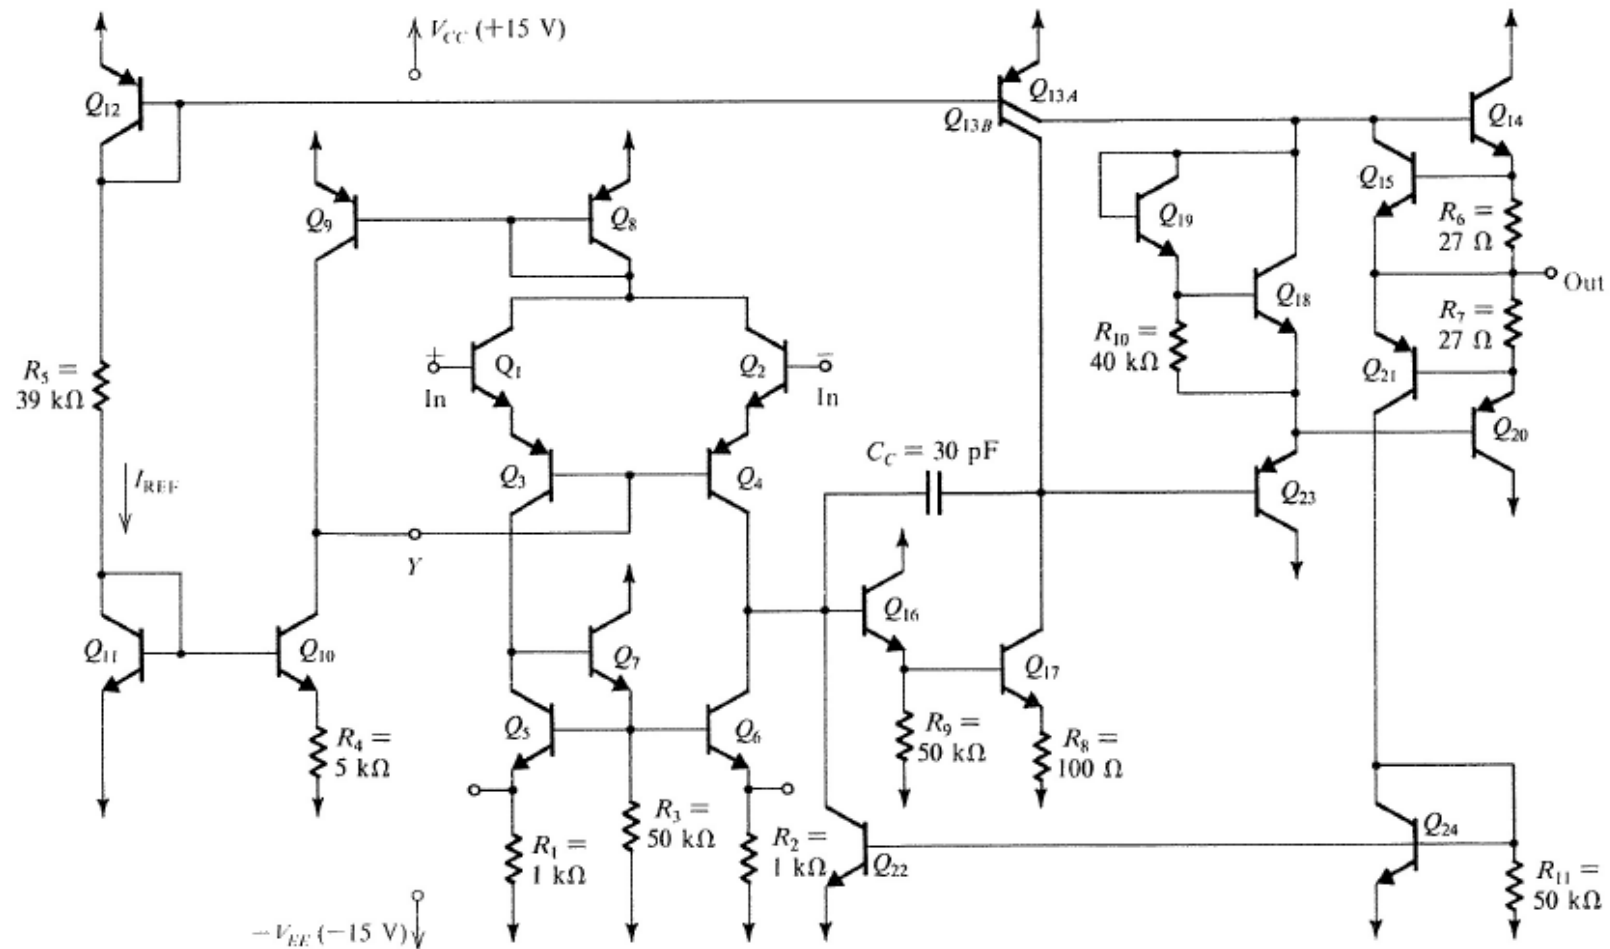 V_CC (+15 V)
Q12
Q13A
Q13B
Q14
Q9
Q8
Q15
Q19
R6 =
27 Ω
Out
Q18
R7 =
27 Ω
R10 =
40 kΩ
Q21
Q20
R5 =
39 kΩ
+
In
Q1
Q2
−
In
Q3
Q4
C_C = 30 pF
Q23
I_REF
Y
Q16
Q11
Q10
Q7
Q17
Q5
Q6
R4 =
5 kΩ
R9 =
50 kΩ
R8 =
100 Ω
R3 =
50 kΩ
R1 =
1 kΩ
R2 =
1 kΩ
Q22
Q24
R11 =
50 kΩ
−V_EE (−15 V)